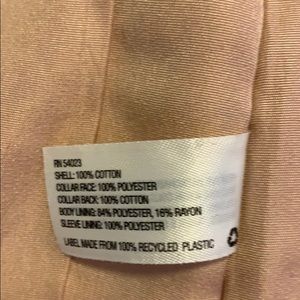 RN 54023
SHELL: 100% COTTON
COLLAR FACE: 100% POLYESTER
COLLAR BACK: 100% COTTON
BODY LINING: 84% POLYESTER, 16% RAYON
SLEEVE LINING: 100% POLYESTER
LABEL MADE FROM 100% RECYCLED PLASTIC